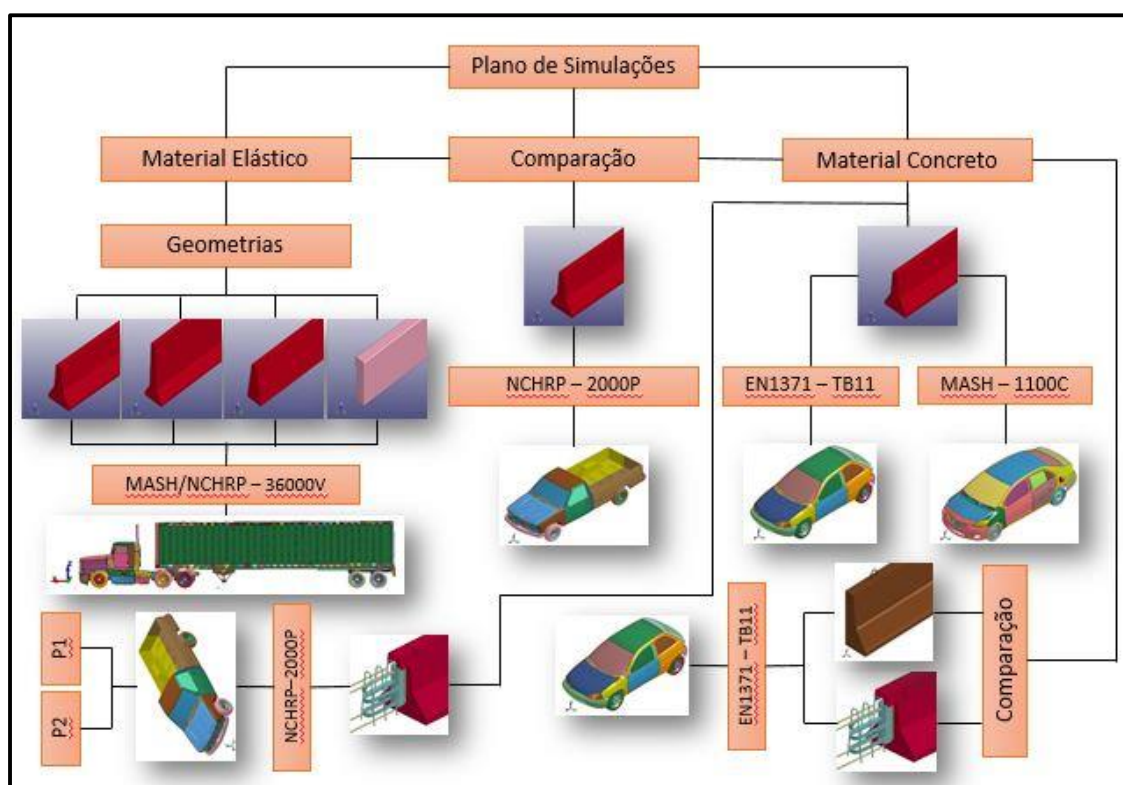 Plano de Simulações
Material Elástico
Comparação
Material Concreto
Geometrias
NCHRP – 2000P
EN1371 – TB11
MASH – 1100C
MASH/NCHRP – 36000V
P1
P2
NCHRP–2000P
EN1371 – TB11
Comparação